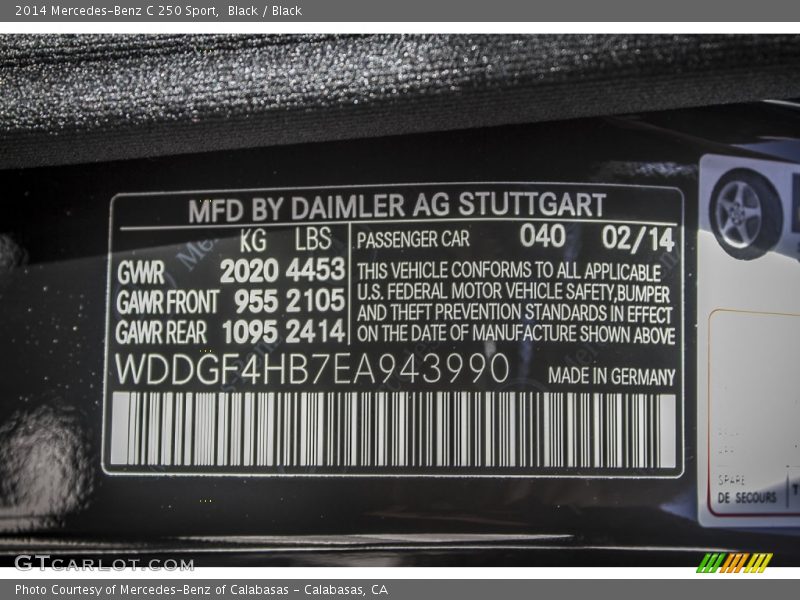 2014 Mercedes-Benz C 250 Sport, Black / Black
MFD BY DAIMLER AG STUTTGART
KG LBS PASSENGER CAR 040 02/14
GVWR 2020 4453
GAWR FRONT 955 2105
GAWR REAR 1095 2414
THIS VEHICLE CONFORMS TO ALL APPLICABLE
U.S. FEDERAL MOTOR VEHICLE SAFETY,BUMPER
AND THEFT PREVENTION STANDARDS IN EFFECT
ON THE DATE OF MANUFACTURE SHOWN ABOVE
WDDGF4HB7EA943990 MADE IN GERMANY
SPARE
DE SECOURS
GTcarlot.com
Photo Courtesy of Mercedes-Benz of Calabasas - Calabasas, CA